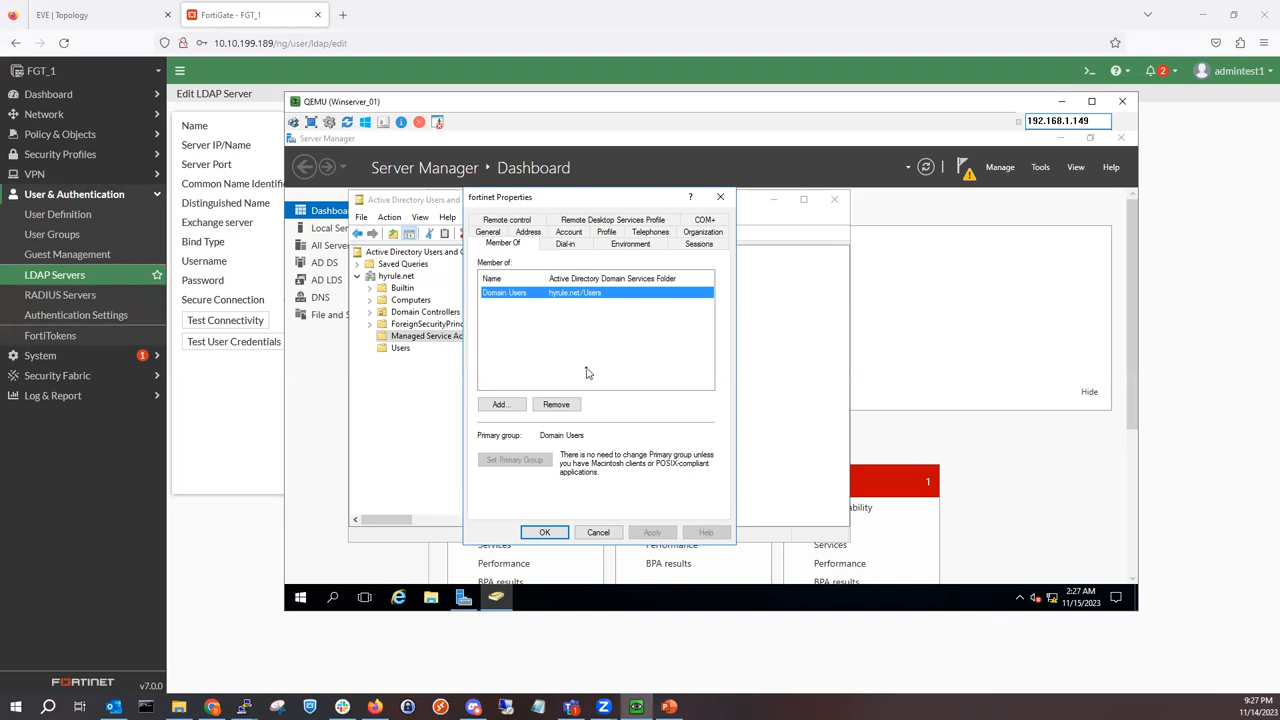 EVE | Topology
FortiGate - FGT_1
10.10.199.189/ng/user/ldap/edit
FGT_1
2
admintest1
Dashboard
Network
Policy & Objects
Security Profiles
VPN
User & Authentication
User Definition
User Groups
Guest Management
LDAP Servers
RADIUS Servers
Authentication Settings
FortiTokens
System
1
Security Fabric
Log & Report
FORTINET
v7.0.0
Edit LDAP Server
Name
Server IP/Name
Server Port
Common Name Identifi
Distinguished Name
Exchange server
Bind Type
Username
Password
Secure Connection
Test Connectivity
Test User Credentials
QEMU (Winserver_01)
192.168.1.149
Server Manager
Server Manager • Dashboard
Manage
Tools
View
Help
Dashboa
Local Ser
All Server
AD DS
AD LDS
DNS
File and S
Active Directory Users and
File
Action
View
Help
Active Directory Users and C
Saved Queries
hyrule.net
Builtin
Computers
Domain Controllers
ForeignSecurityPrinc
Managed Service Ac
Users
fortinet Properties
?
Remote control
Remote Desktop Services Profile
COM+
General
Address
Account
Profile
Telephones
Organization
Member Of
Dial-in
Environment
Sessions
Member of:
Name
Active Directory Domain Services Folder
Domain Users
hyrule.net/Users
Add...
Remove
Primary group:
Domain Users
Set Primary Group
There is no need to change Primary group unless
you have Macintosh clients or POSIX-compliant
applications.
OK
Cancel
Apply
Help
Hide
1
Services
Performance
BPA results
Performance
BPA results
Services
Performance
BPA results
2:27 AM
11/15/2023
9:27 PM
11/14/2023